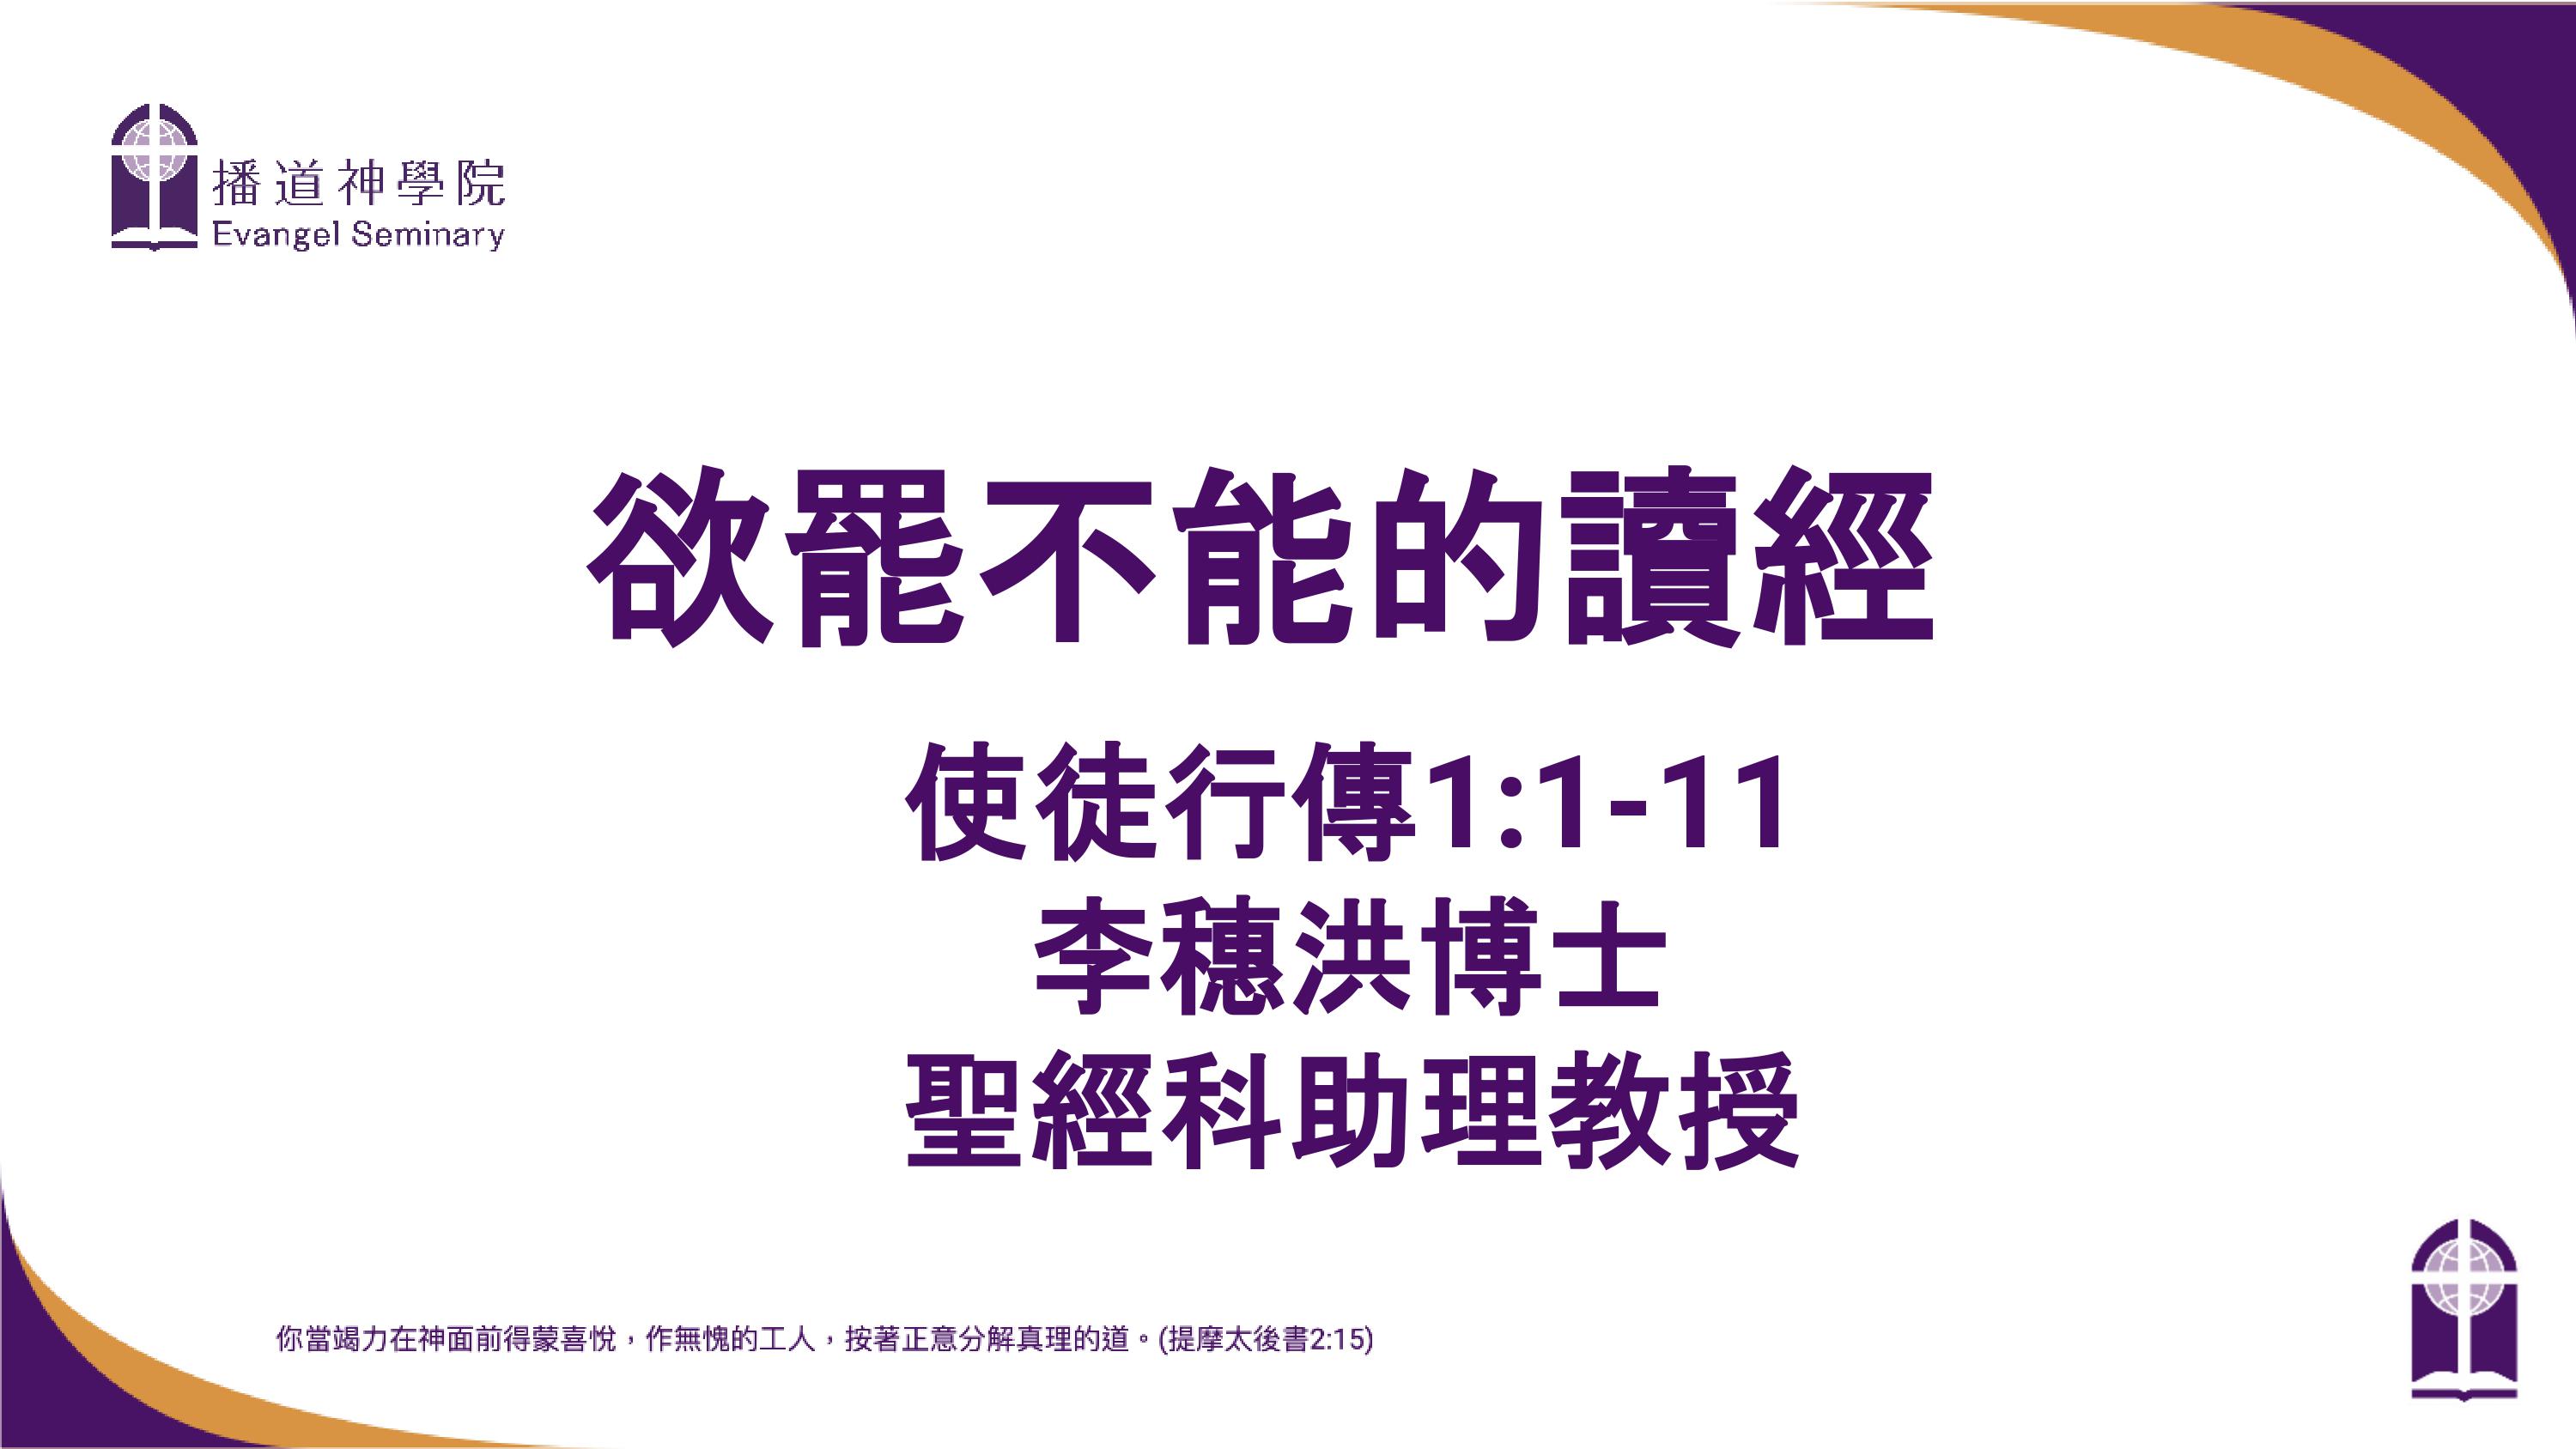 播道神學院
Evangel Seminary
欲罷不能的讀經
使徒行傳1:1-11
李穗洪博士
聖經科助理教授
你當竭力在神面前得蒙喜悅，作無愧的工人，按著正意分解真理的道。(提摩太後書2:15)